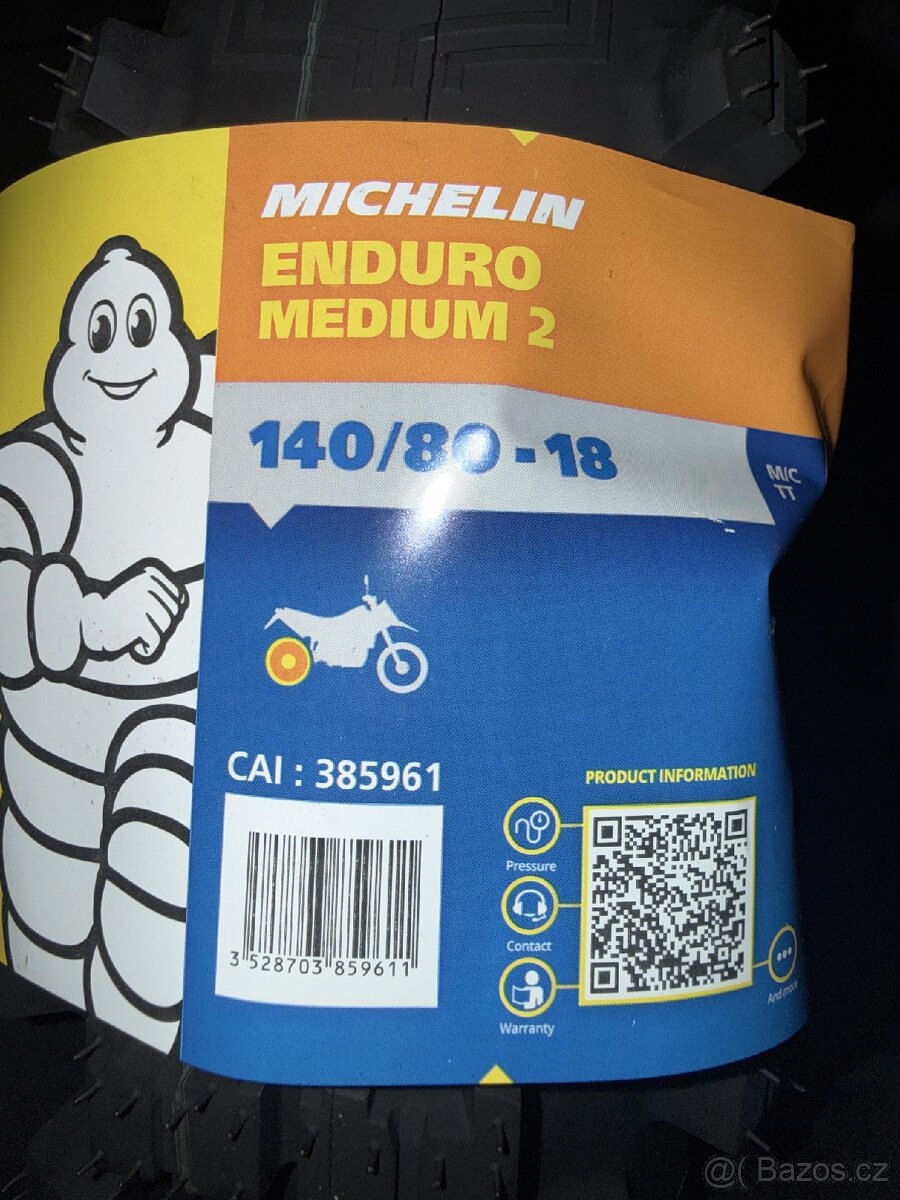 MICHELIN
ENDURO
MEDIUM 2
140/80 - 18
M/C
TT
CAI : 385961
3 528703 859611
PRODUCT INFORMATION
Pressure
Contact
Warranty
And more
@( Bazos.cz